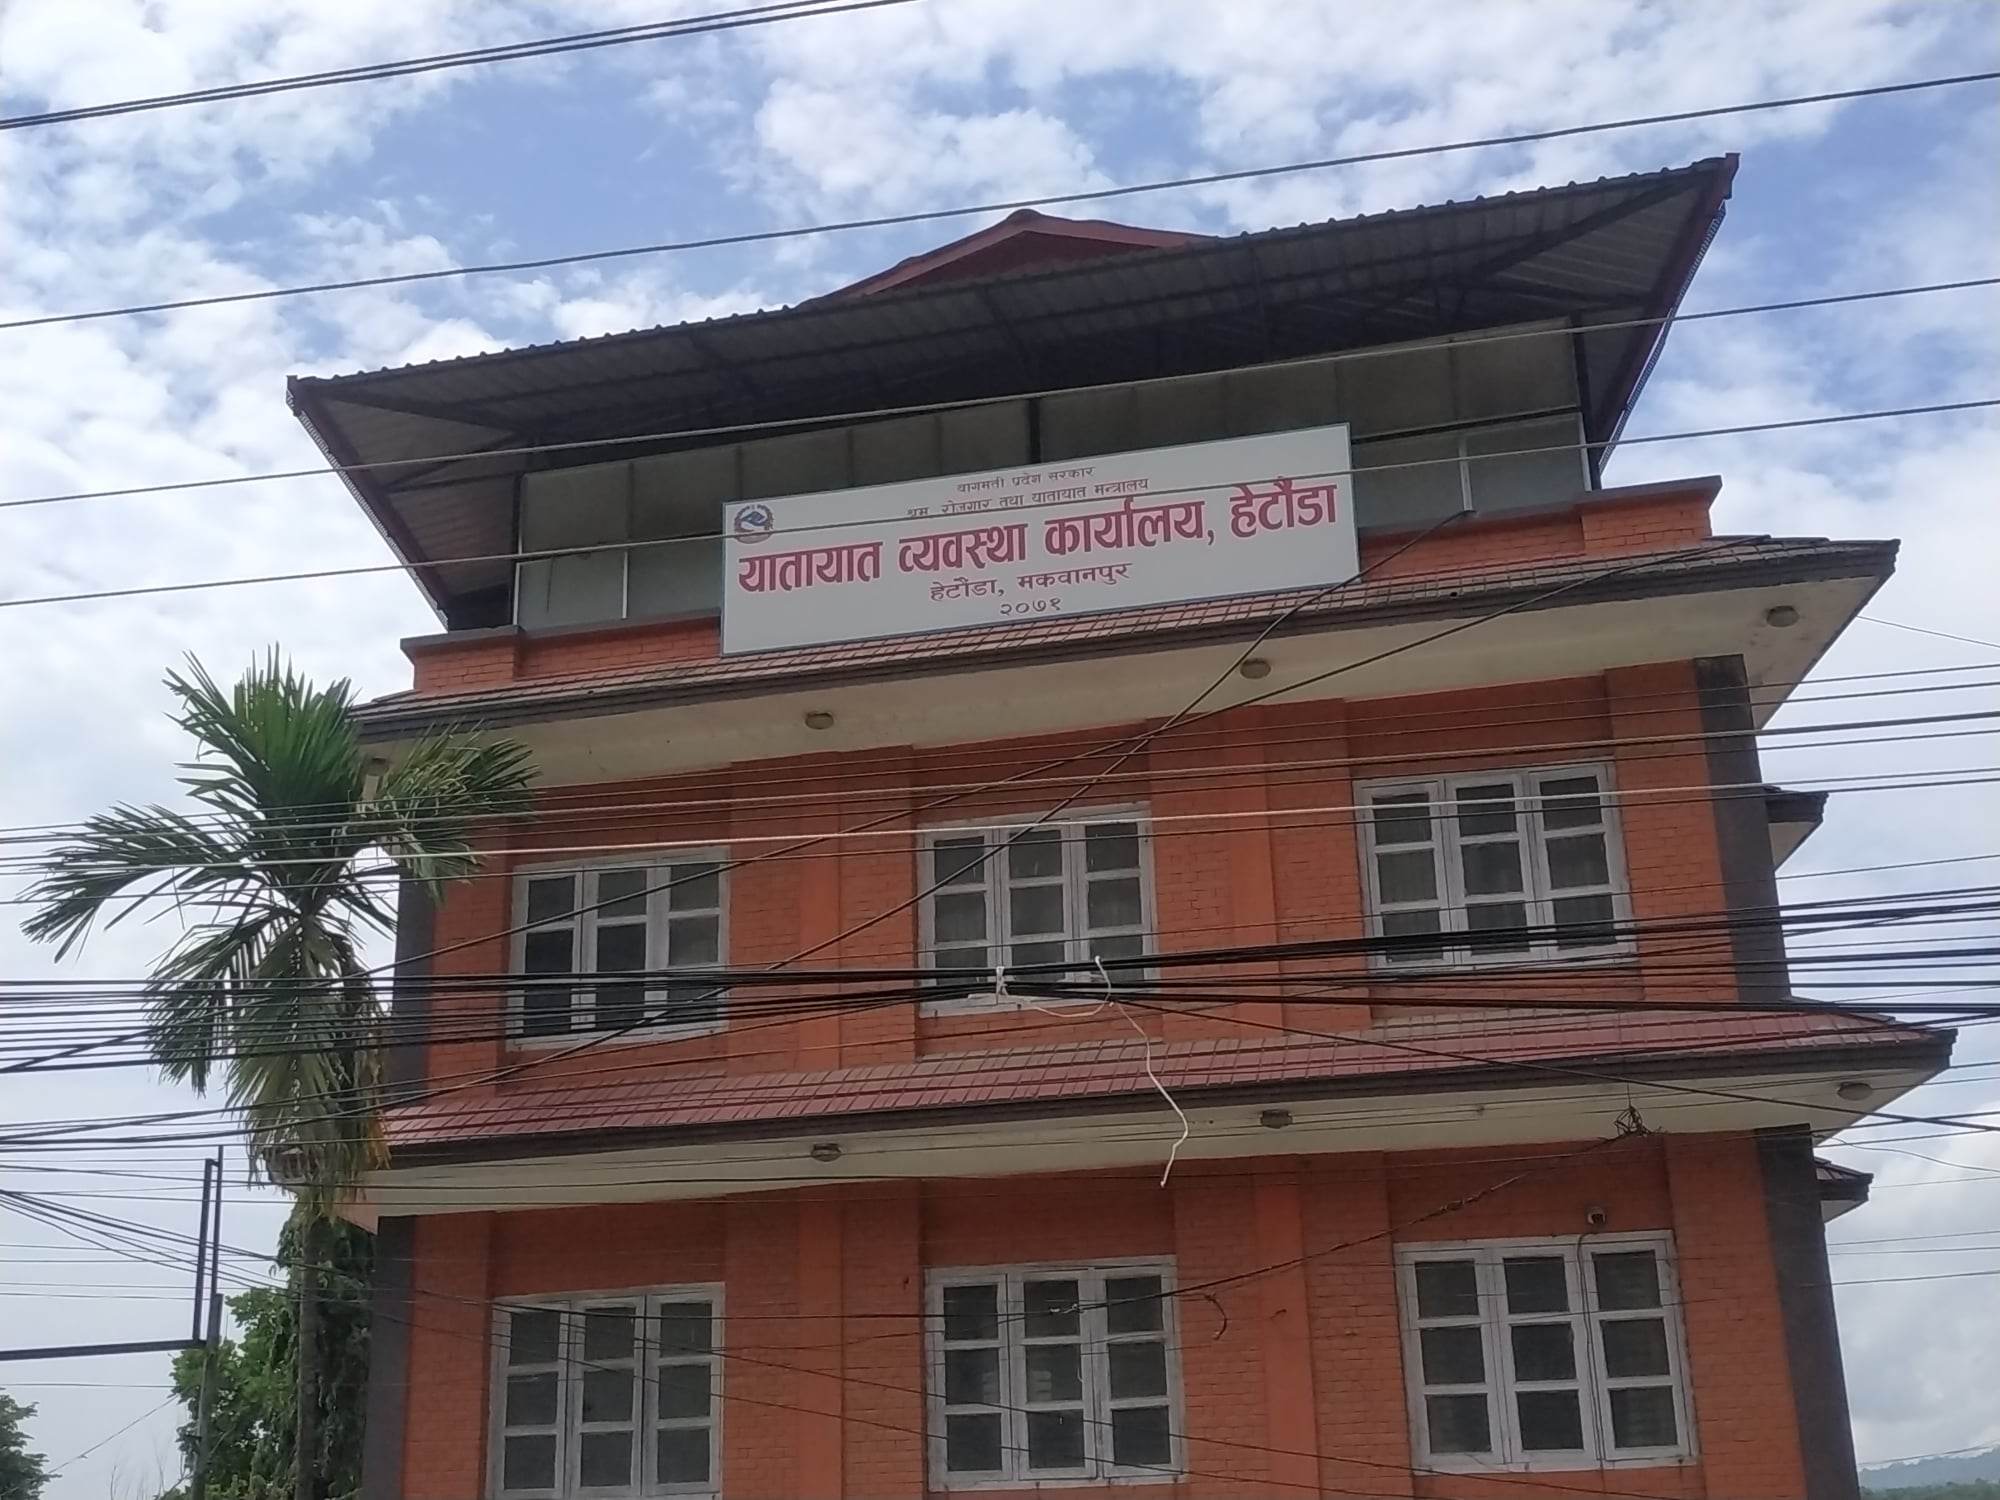 बागमती प्रदेश सरकार
श्रम, रोजगार तथा यातायात मन्त्रालय
यातायात व्यवस्था कार्यालय, हेटौंडा
हेटौंडा, मकवानपुर
२०७१